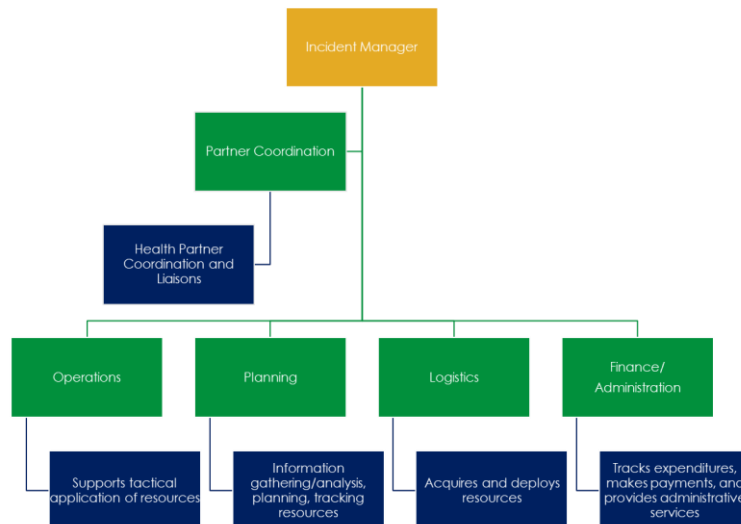 Incident Manager
Partner Coordination
Health Partner
Coordination and
Liaisons
Operations
Planning
Logistics
Finance/
Administration
Supports tactical
application of resources
Information
gathering/analysis,
planning, tracking
resources
Acquires and deploys
resources
Tracks expenditures,
makes payments, and
provides administrative
services